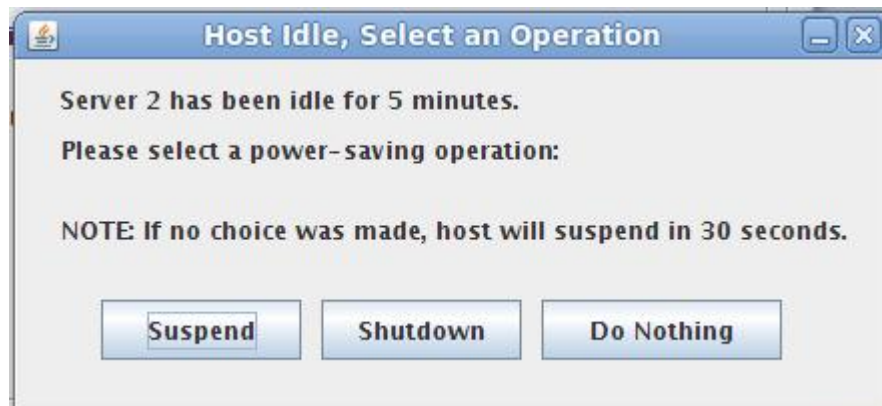 Host Idle, Select an Operation
Server 2 has been idle for 5 minutes.
Please select a power-saving operation:
NOTE: If no choice was made, host will suspend in 30 seconds.
Suspend Shutdown Do Nothing